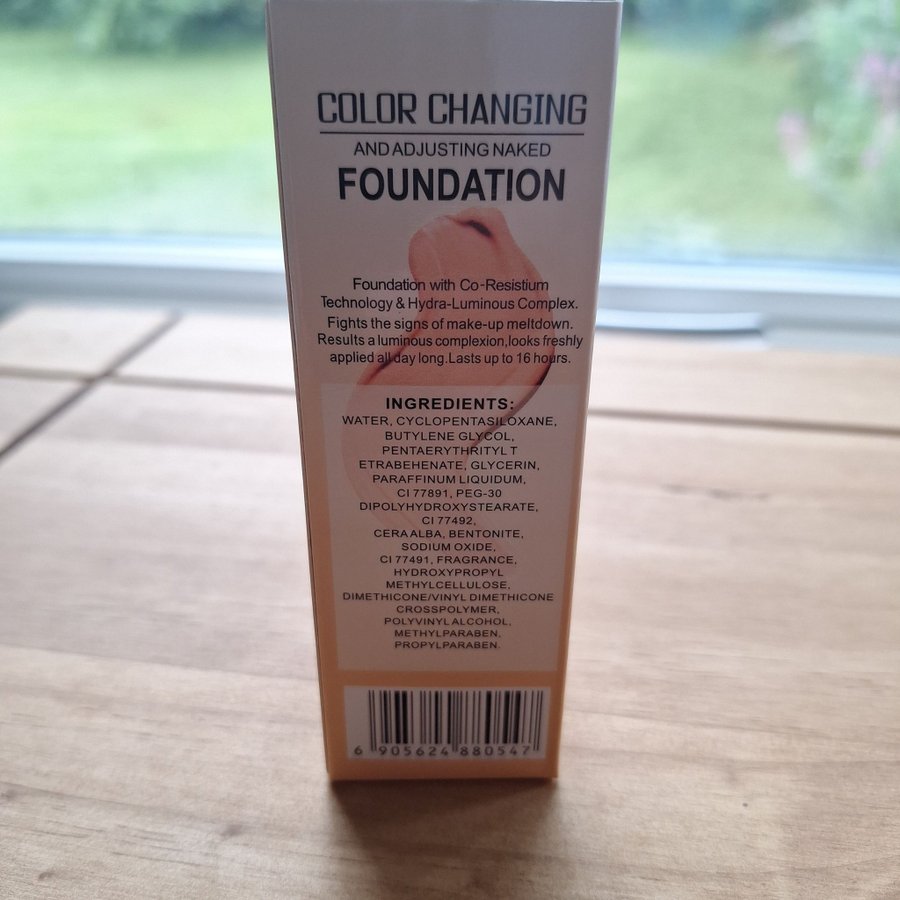 COLOR CHANGING
AND ADJUSTING NAKED
FOUNDATION
Foundation with Co-Resistium
Technology & Hydra-Luminous Complex.
Fights the signs of make-up meltdown.
Results a luminous complexion,looks freshly
applied all day long.Lasts up to 16 hours.
INGREDIENTS:
WATER, CYCLOPENTASILOXANE,
BUTYLENE GLYCOL,
PENTAERYTHRITYL T
ETRABEHENATE, GLYCERIN,
PARAFFINUM LIQUIDUM,
CI 77891, PEG-30
DIPOLYHYDROXYSTEARATE,
CI 77492,
CERA ALBA, BENTONITE,
SODIUM OXIDE,
CI 77491, FRAGRANCE,
HYDROXYPROPYL
METHYLCELLULOSE,
DIMETHICONE/VINYL DIMETHICONE
CROSSPOLYMER,
POLYVINYL ALCOHOL,
METHYLPARABEN,
PROPYLPARABEN.
6 905624 880547